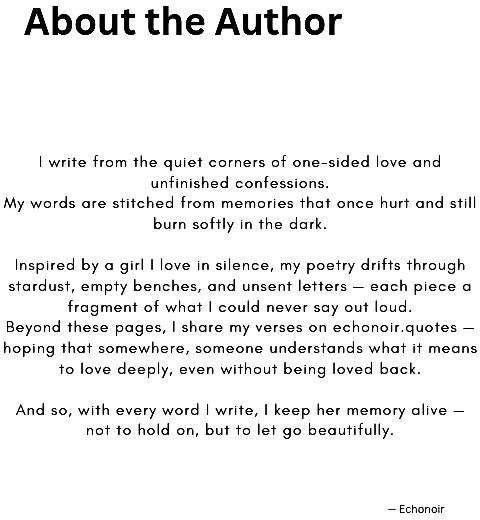 About the Author
I write from the quiet corners of one-sided love and
unfinished confessions.
My words are stitched from memories that once hurt and still
burn softly in the dark.
Inspired by a girl I love in silence, my poetry drifts through
stardust, empty benches, and unsent letters — each piece a
fragment of what I could never say out loud.
Beyond these pages, I share my verses on echonoir.quotes —
hoping that somewhere, someone understands what it means
to love deeply, even without being loved back.
And so, with every word I write, I keep her memory alive —
not to hold on, but to let go beautifully.
— Echonoir